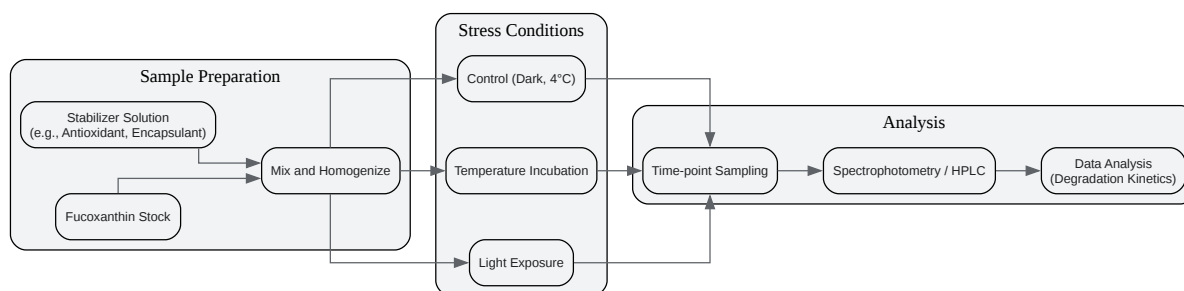 Sample Preparation
Stabilizer Solution
(e.g., Antioxidant, Encapsulant)
Fucoxanthin Stock
Mix and Homogenize
Stress Conditions
Control (Dark, 4°C)
Temperature Incubation
Light Exposure
Analysis
Time-point Sampling
Spectrophotometry / HPLC
Data Analysis
(Degradation Kinetics)